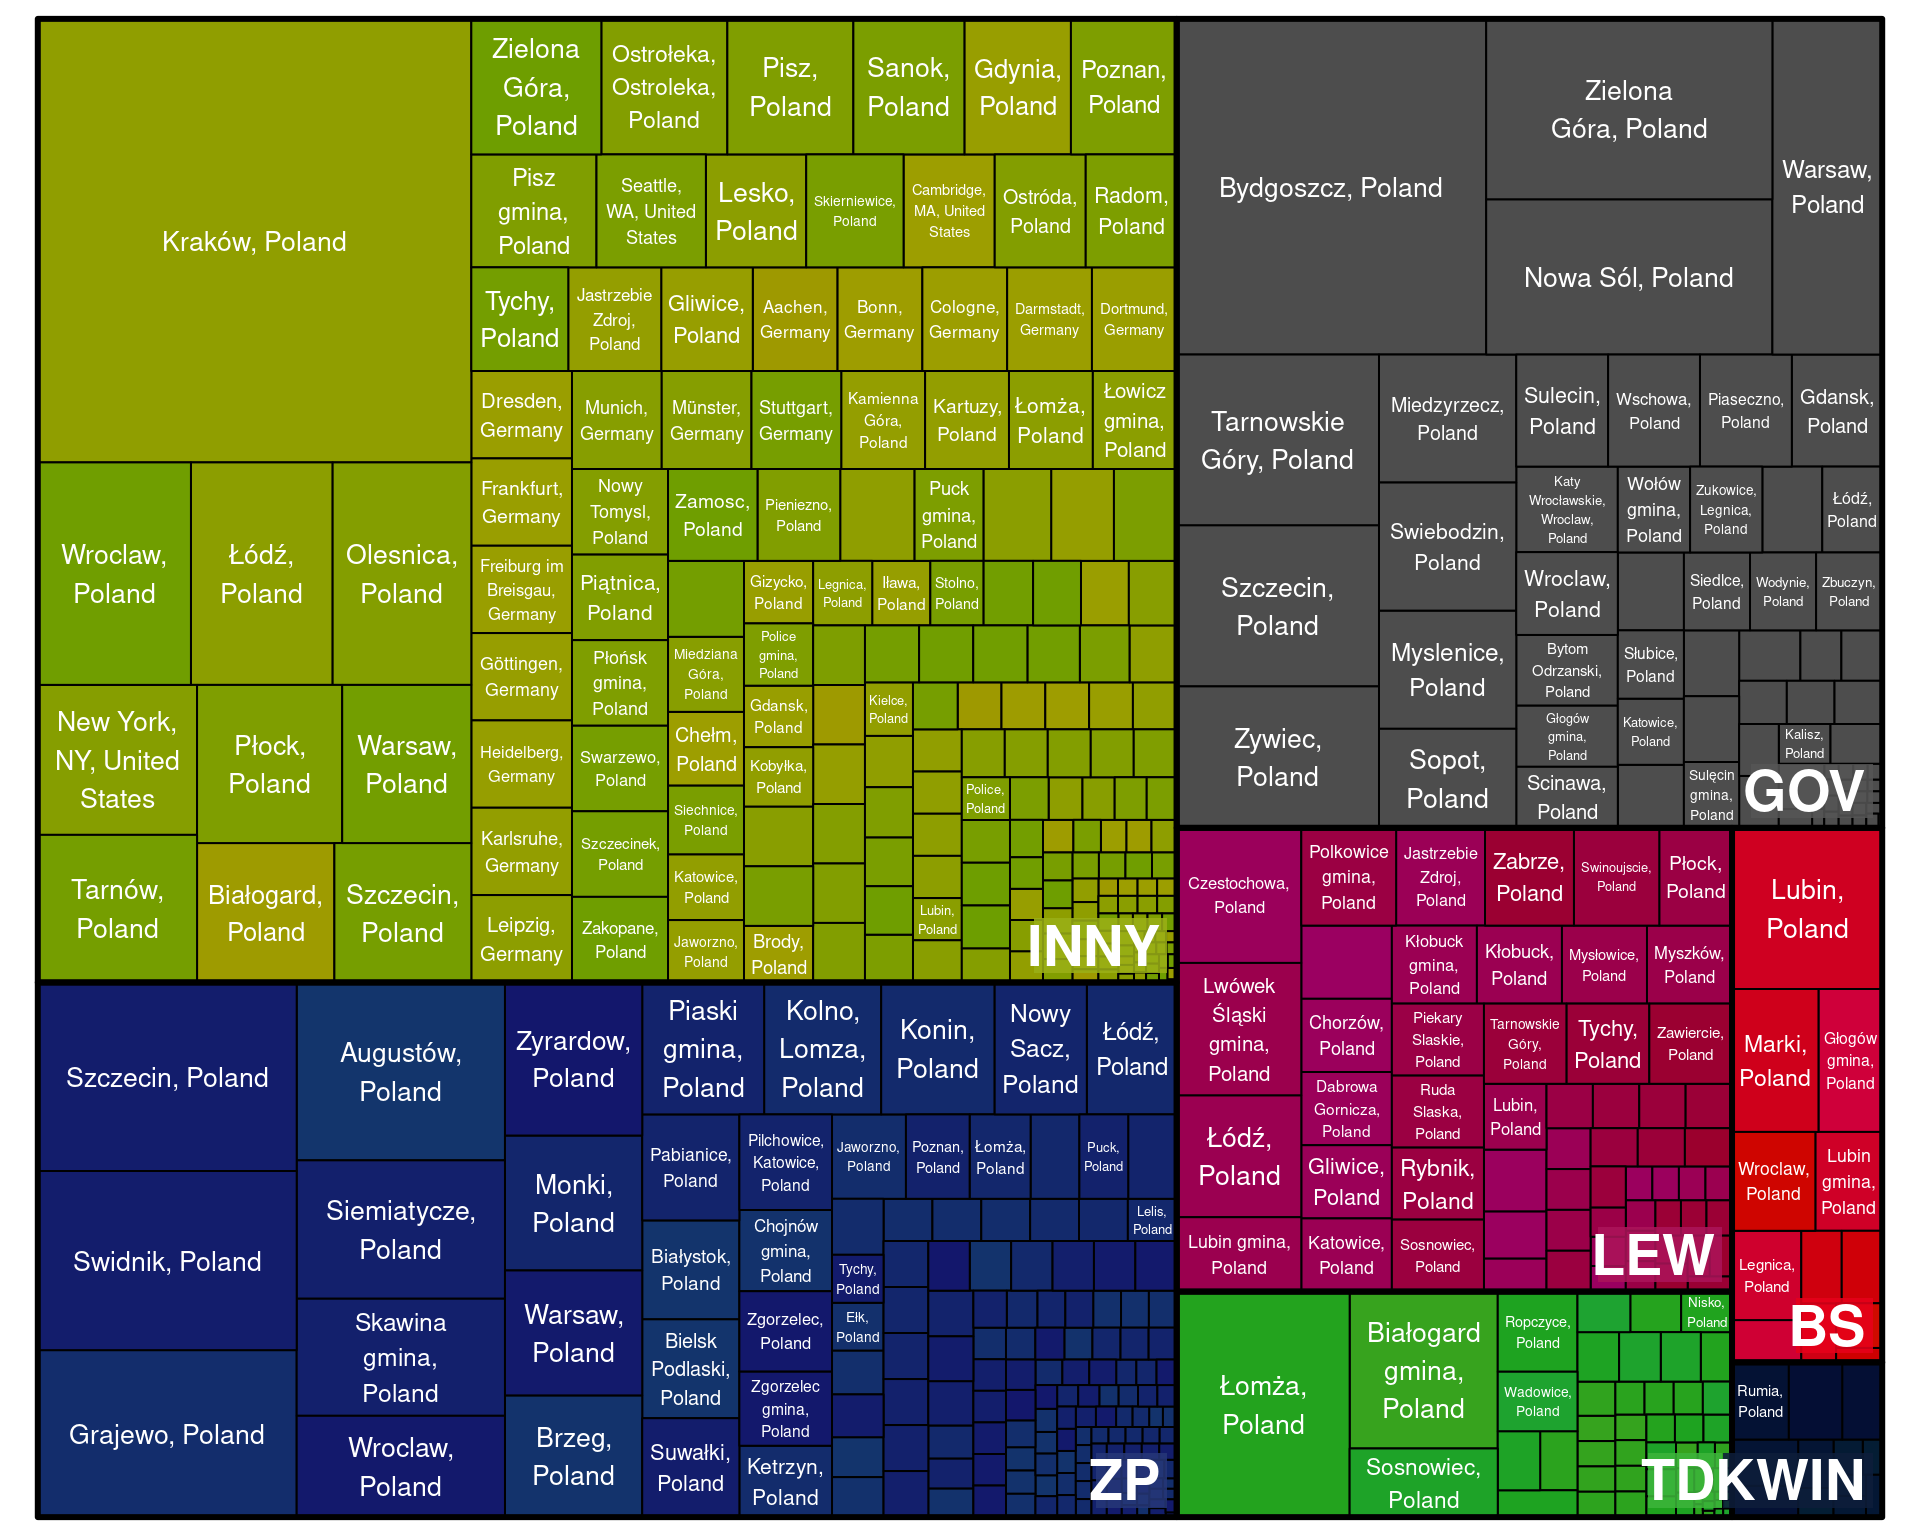 Kraków, Poland
Wroclaw,
Poland
Łódź,
Poland
Olesnica,
Poland
New York,
NY, United
States
Płock,
Poland
Warsaw,
Poland
Tarnów,
Poland
Białogard,
Poland
Szczecin,
Poland
Zielona
Góra,
Poland
Ostrołeka,
Ostroleka,
Poland
Pisz,
Poland
Sanok,
Poland
Gdynia,
Poland
Poznan,
Poland
Pisz
gmina,
Poland
Seattle,
WA, United
States
Lesko,
Poland
Skierniewice,
Poland
Cambridge,
MA, United
States
Ostróda,
Poland
Radom,
Poland
Tychy,
Poland
Jastrzebie
Zdroj,
Poland
Gliwice,
Poland
Aachen,
Germany
Bonn,
Germany
Cologne,
Germany
Darmstadt,
Germany
Dortmund,
Germany
Dresden,
Germany
Munich,
Germany
Münster,
Germany
Stuttgart,
Germany
Kamienna
Góra,
Poland
Kartuzy,
Poland
Łomża,
Poland
Łowicz
gmina,
Poland
Frankfurt,
Germany
Freiburg im
Breisgau,
Germany
Göttingen,
Germany
Heidelberg,
Germany
Karlsruhe,
Germany
Leipzig,
Germany
Nowy
Tomysl,
Poland
Piątnica,
Poland
Płońsk
gmina,
Poland
Swarzewo,
Poland
Szczecinek,
Poland
Zakopane,
Poland
Zamosc,
Poland
Pieniezno,
Poland
Puck
gmina,
Poland
Miedziana
Góra,
Poland
Chełm,
Poland
Siechnice,
Poland
Katowice,
Poland
Jaworzno,
Poland
Gizycko,
Poland
Legnica,
Poland
Iława,
Poland
Stolno,
Poland
Police
gmina,
Poland
Gdansk,
Poland
Kobyłka,
Poland
Brody,
Poland
Kielce,
Poland
Police,
Poland
Lubin,
Poland
INNY
Bydgoszcz, Poland
Zielona
Góra, Poland
Nowa Sól, Poland
Warsaw,
Poland
Tarnowskie
Góry, Poland
Szczecin,
Poland
Zywiec,
Poland
Miedzyrzecz,
Poland
Swiebodzin,
Poland
Myslenice,
Poland
Sopot,
Poland
Sulecin,
Poland
Wschowa,
Poland
Piaseczno,
Poland
Gdansk,
Poland
Katy
Wrocławskie,
Wroclaw,
Poland
Wołów
gmina,
Poland
Zukowice,
Legnica,
Poland
Łódź,
Poland
Wroclaw,
Poland
Siedlce,
Poland
Wodynie,
Poland
Zbuczyn,
Poland
Bytom
Odrzanski,
Poland
Słubice,
Poland
Głogów
gmina,
Poland
Katowice,
Poland
Scinawa,
Poland
Sulęcin
gmina,
Poland
Kalisz,
Poland
GOV
Szczecin, Poland
Swidnik, Poland
Grajewo, Poland
Augustów,
Poland
Siemiatycze,
Poland
Skawina
gmina,
Poland
Wroclaw,
Poland
Zyrardow,
Poland
Monki,
Poland
Warsaw,
Poland
Brzeg,
Poland
Piaski
gmina,
Poland
Kolno,
Lomza,
Poland
Konin,
Poland
Nowy
Sacz,
Poland
Łódź,
Poland
Pabianice,
Poland
Pilchowice,
Katowice,
Poland
Jaworzno,
Poland
Poznan,
Poland
Łomża,
Poland
Puck,
Poland
Białystok,
Poland
Bielsk
Podlaski,
Poland
Suwałki,
Poland
Chojnów
gmina,
Poland
Zgorzelec,
Poland
Zgorzelec
gmina,
Poland
Ketrzyn,
Poland
Tychy,
Poland
Ełk,
Poland
Lelis,
Poland
ZP
Czestochowa,
Poland
Lwówek
Śląski
gmina,
Poland
Łódź,
Poland
Lubin gmina,
Poland
Polkowice
gmina,
Poland
Jastrzebie
Zdroj,
Poland
Zabrze,
Poland
Swinoujscie,
Poland
Płock,
Poland
Chorzów,
Poland
Dabrowa
Gornicza,
Poland
Gliwice,
Poland
Katowice,
Poland
Kłobuck
gmina,
Poland
Kłobuck,
Poland
Mysłowice,
Poland
Myszków,
Poland
Piekary
Slaskie,
Poland
Ruda
Slaska,
Poland
Rybnik,
Poland
Sosnowiec,
Poland
Tarnowskie
Góry,
Poland
Tychy,
Poland
Zawiercie,
Poland
Lubin,
Poland
LEW
Lubin,
Poland
Marki,
Poland
Głogów
gmina,
Poland
Wroclaw,
Poland
Lubin
gmina,
Poland
Legnica,
Poland
BS
Łomża,
Poland
Białogard
gmina,
Poland
Sosnowiec,
Poland
Ropczyce,
Poland
Wadowice,
Poland
Nisko,
Poland
Rumia,
Poland
TDKWIN